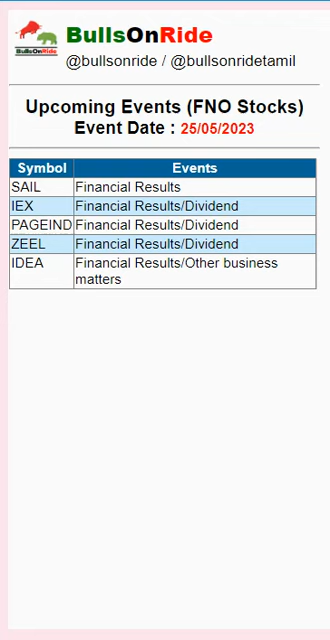 BullsOnRide
BullsOnRide
@bullsonride / @bullsonridetamil
Upcoming Events (FNO Stocks)
Event Date : 25/05/2023
Symbol Events
SAIL Financial Results
IEX Financial Results/Dividend
PAGEIND Financial Results/Dividend
ZEEL Financial Results/Dividend
IDEA Financial Results/Other business
matters